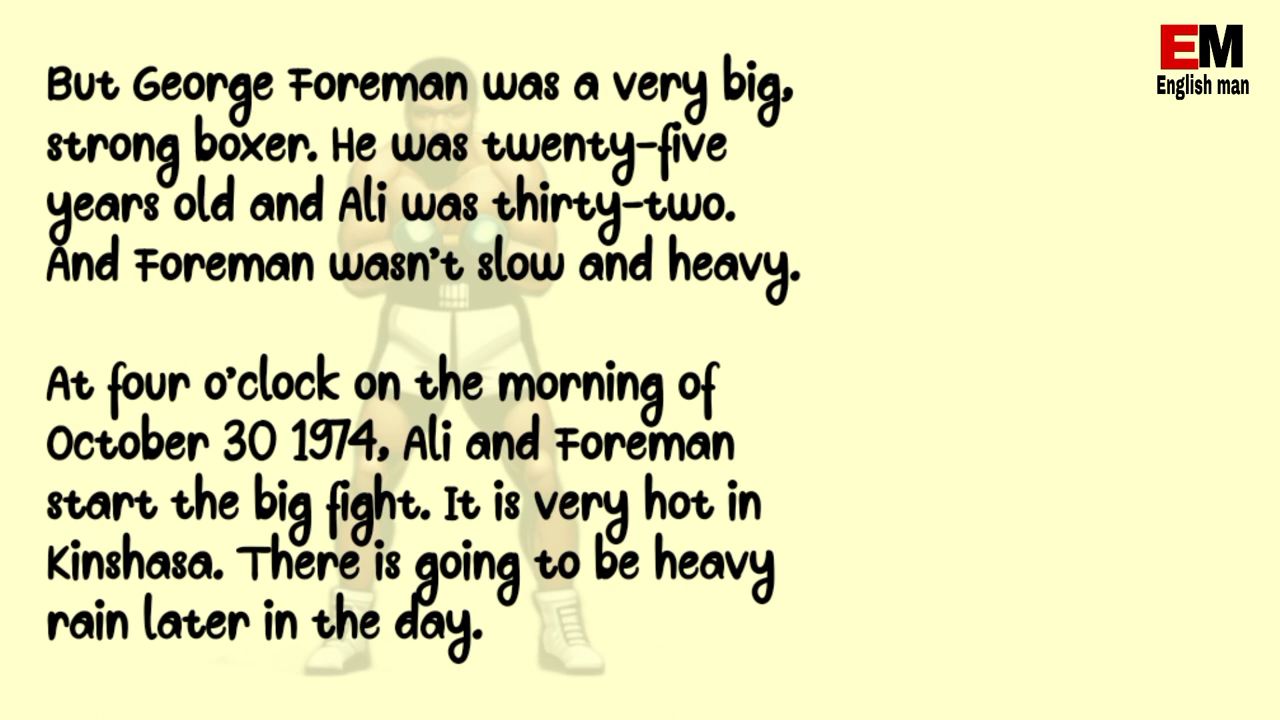 EM
English man
But George Foreman was a very big,
strong boxer. He was twenty-five
years old and Ali was thirty-two.
And Foreman wasn't slow and heavy.
At four o'clock on the morning of
October 30 1974, Ali and Foreman
start the big fight. It is very hot in
Kinshasa. There is going to be heavy
rain later in the day.